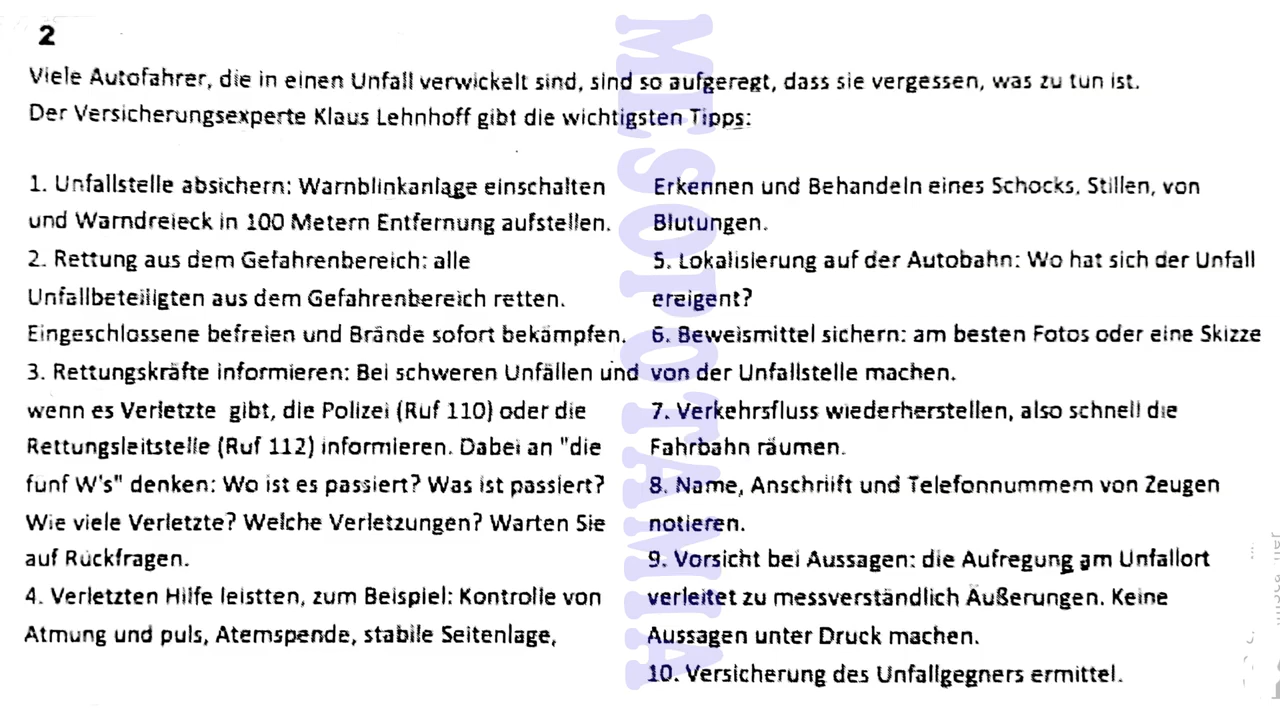 2
Viele Autofahrer, die in einen Unfall verwickelt sind, sind so aufgeregt, dass sie vergessen, was zu tun ist.
Der Versicherungsexperte Klaus Lehnhoff gibt die wichtigsten Tipps:
1. Unfallstelle absichern: Warnblinkanlage einschalten
und Warndreieck in 100 Metern Entfernung aufstellen.
2. Rettung aus dem Gefahrenbereich: alle
Unfallbeteiligten aus dem Gefahrenbereich retten.
Eingeschlossene befreien und Brände sofort bekämpfen.
3. Rettungskräfte informieren: Bei schweren Unfällen und
wenn es Verletzte gibt, die Polizei (Ruf 110) oder die
Rettungsleitstelle (Ruf 112) informieren. Dabei an "die
funf W's" denken: Wo ist es passiert? Was ist passiert?
Wie viele Verletzte? Welche Verletzungen? Warten Sie
auf Rückfragen.
4. Verletzten Hilfe leistten, zum Beispiel: Kontrolle von
Atmung und puls, Atemspende, stabile Seitenlage,
Erkennen und Behandeln eines Schocks, Stillen, von
Blutungen.
5. Lokalisierung auf der Autobahn: Wo hat sich der Unfall
ereigent?
6. Beweismittel sichern: am besten Fotos oder eine Skizze
von der Unfallstelle machen.
7. Verkehrsfluss wiederherstellen, also schnell die
Fahrbahn räumen.
8. Name, Anschriift und Telefonnummern von Zeugen
notieren.
9. Vorsicht bei Aussagen: die Aufregung am Unfallort
verleitet zu messverständlich Äußerungen. Keine
Aussagen unter Druck machen.
10. Versicherung des Unfallgegners ermittel.
MESOPOTAMIA